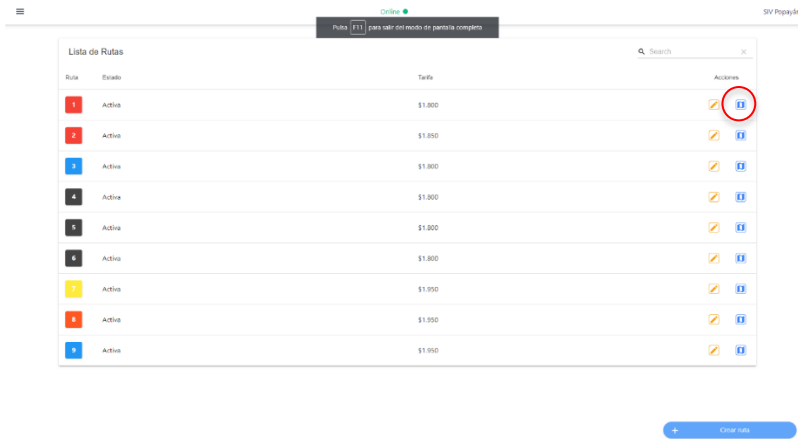 Online
SIV Popayán
Pulsa F11 para salir del modo de pantalla completa
Lista de Rutas
Search
Ruta Estado Tarifa Acciones
1 Activa $1.800
2 Activa $1.850
3 Activa $1.800
4 Activa $1.800
5 Activa $1.800
6 Activa $1.800
7 Activa $1.950
8 Activa $1.950
9 Activa $1.950
+ Crear ruta